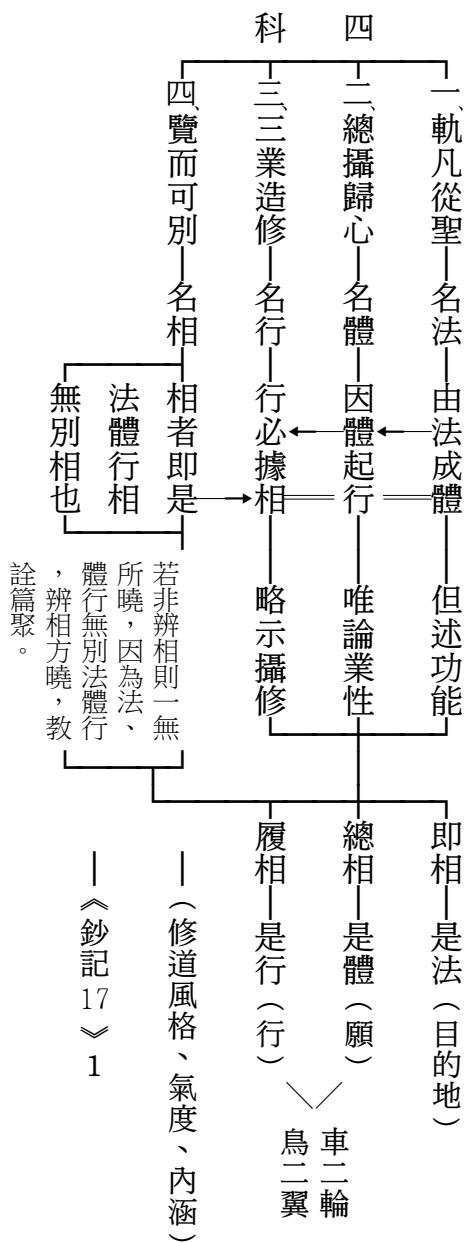 四科
一、軌凡從聖—名法—由法成體—但述功能
二、總攝歸心—名體—因體起行—唯論業性
三、三業造修—名行—行必據相—略示攝修
四、覽而可別—名相
相者即是
法體行相
無別相也
若非辨相則一無
所曉，因為法、
體行無別法體行
，辨相方曉，教
詮篇聚。
即相—是法（目的地）
總相—是體（願）
履相—是行（行）
車二輪
鳥二翼
—（修道風格、氣度、內涵）
—《鈔記17》1